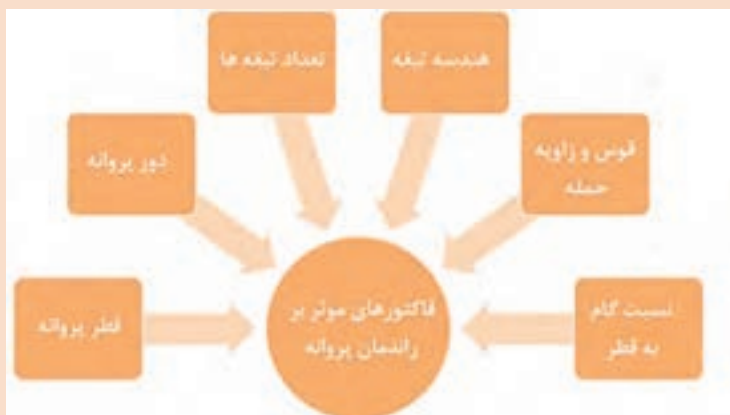 هندسه تیغه
تعداد تیغه ها
قوس و زاویه
حمله
دور پروانه
نسبت گام
به قطر
قطر پروانه
فاکتورهای موثر بر
راندمان پروانه